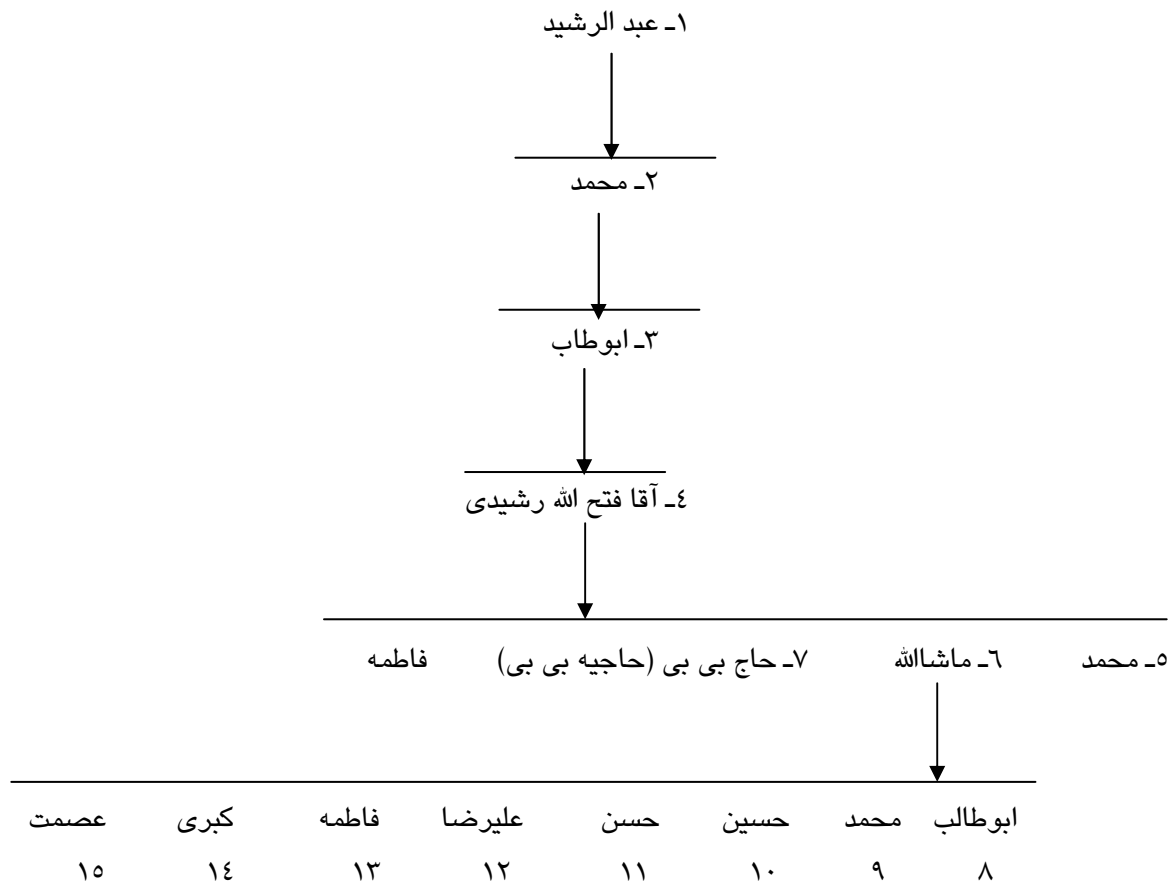 ١ـ عبد الرشید
٢ـ محمد
٣ـ ابوطاب
٤ـ آقا فتح الله رشیدی
٥ـ محمد ٦ـ ماشاالله ٧ـ حاج بی بی (حاجیه بی بی) فاطمه
ابوطالب محمد حسین حسن علیرضا فاطمه کبری عصمت
٨ ٩ ١٠ ١١ ١٢ ١٣ ١٤ ١٥